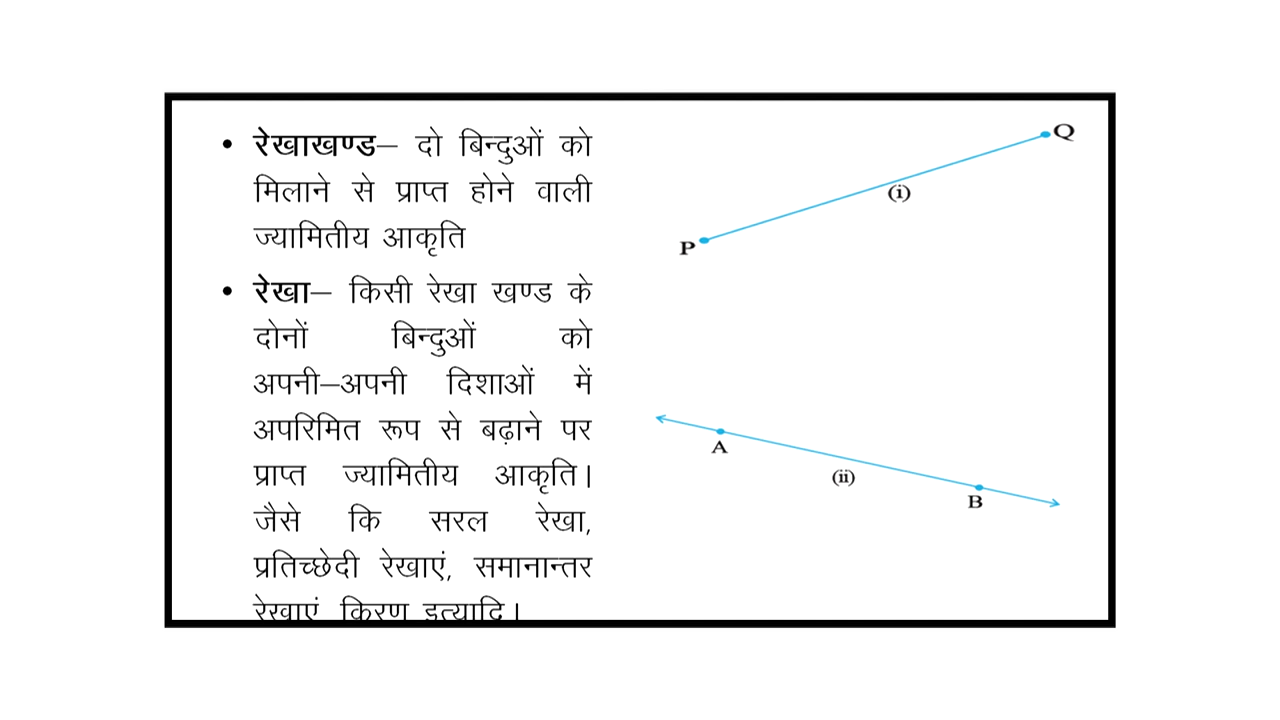 • रेखाखण्ड– दो बिन्दुओं को
मिलाने से प्राप्त होने वाली
ज्यामितीय आकृति
• रेखा– किसी रेखा खण्ड के
दोनों बिन्दुओं को
अपनी–अपनी दिशाओं में
अपरिमित रूप से बढ़ाने पर
प्राप्त ज्यामितीय आकृति।
जैसे कि सरल रेखा,
प्रतिच्छेदी रेखाएं, समानान्तर
रेखाएं किरण इत्यादि।
Q
(i)
P
A
(ii)
B